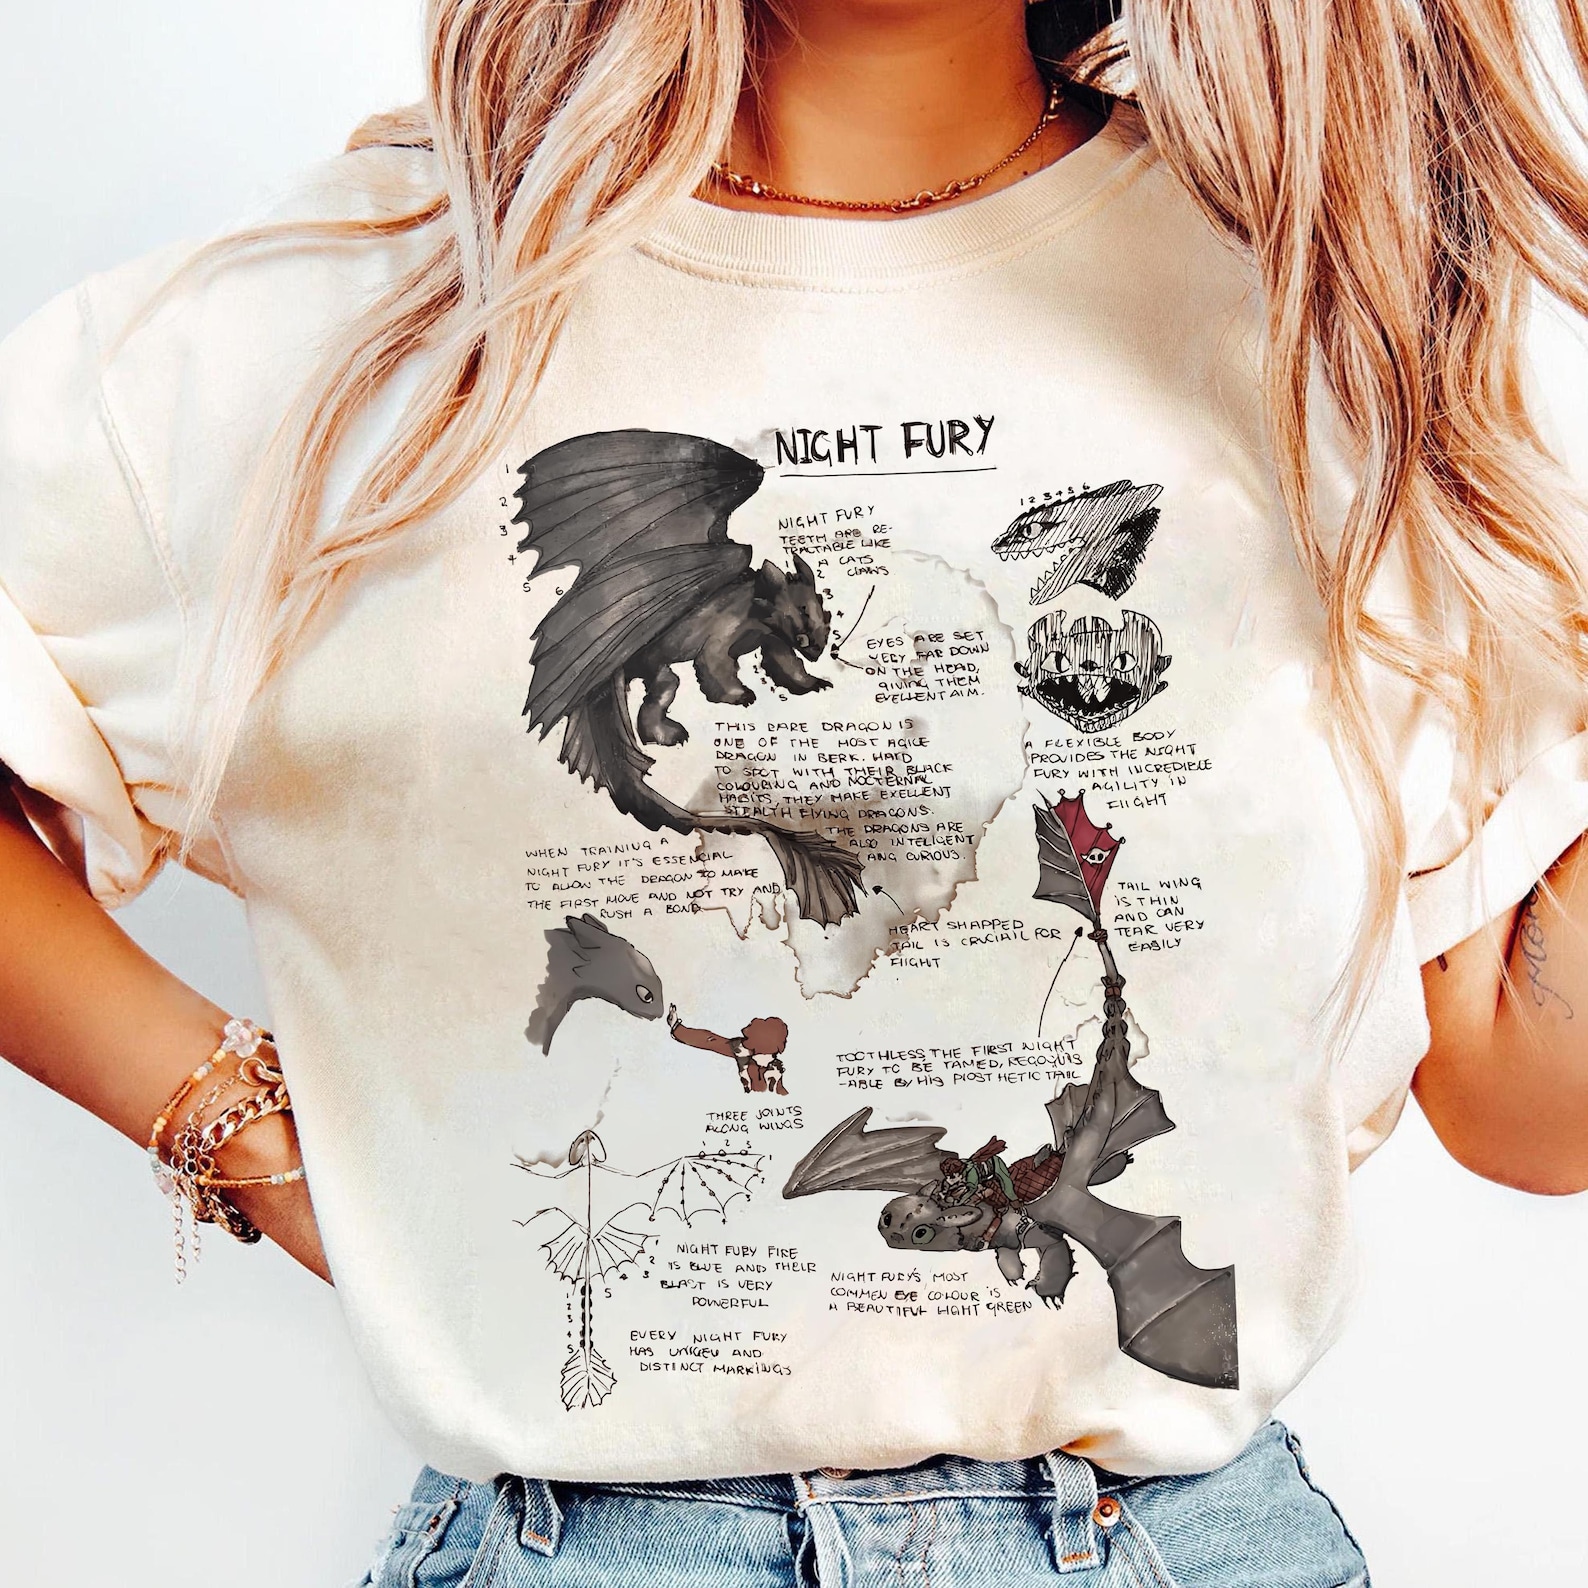 NIGHT FURY
NIGHT FURY
TEETH ARE RE-
TRACTABLE LIKE
A CATS
CLAWS
1 2 3 4 5 6
EYES ARE SET
VERY FAR DOWN
ON THE HEAD,
GIVING THEM
EVELLENT AIM.
THIS RARE DRAGON IS
ONE OF THE MOST AGILE
DRAGON IN BERK. HARD
TO SPOT WITH THEIR BLACK
COLOURING AND NOCTERNAL
HABITS, THEY MAKE EXELLENT
STEALTH FLYING DRAGONS.
THE DRAGONS ARE
ALSO INTELIGENT
AND CURIOUS.
A FLEXIBLE BODY
PROVIDES THE NIGHT
FURY WITH INCREDIBLE
AGILITY IN
FLIGHT
WHEN TRAINING A
NIGHT FURY IT'S ESSENCIAL
TO ALLOW THE DRAGON TO MAKE
THE FIRST MOVE AND NOT TRY AND
RUSH A BOND
TAIL WING
IS THIN
AND CAN
TEAR VERY
EASILY
HEART SHAPPED
TAIL IS CRUCIAIL FOR
FLIGHT
TOOTHLESS, THE FIRST NIGHT
FURY TO BE TAMED, REGOUNIS
-ABLE BY HIS PROSTHETIC TAIL
THREE JOINTS
ALONG WINGS
1 2 3
NIGHT FURY FIRE
IS BLUE AND THEIR
BLAST IS VERY
POWERFUL
NIGHT FURY'S MOST
COMMEN EYE COLOUR IS
A BEAUTIFUL LIGHT GREEN
EVERY NIGHT FURY
HAS UNIQEU AND
DISTINCT MARKINGS